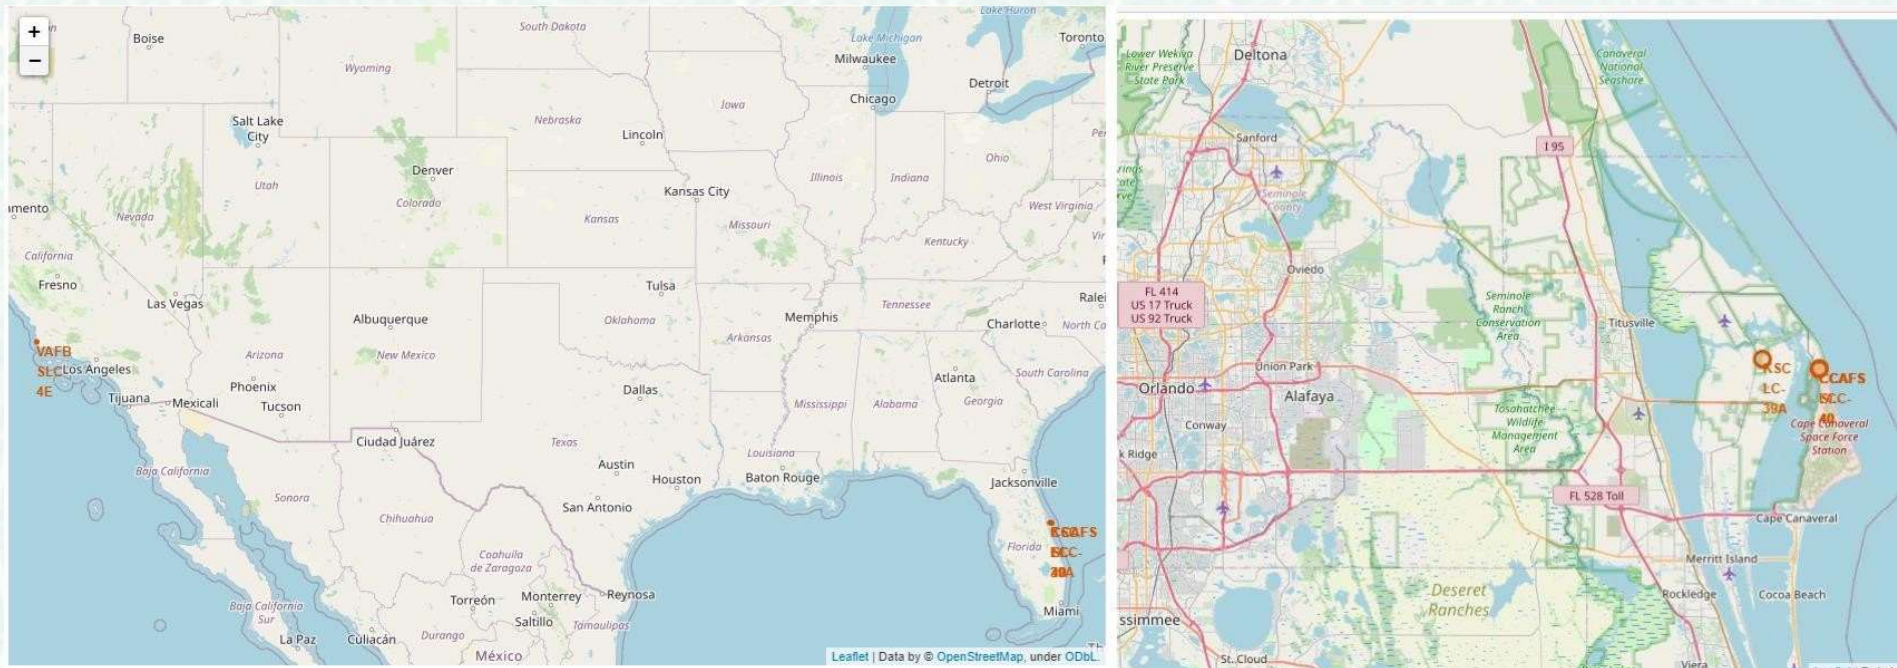 +
−
Boise
South Dakota
Lake Huron
Toronto
Lake Michigan
Milwaukee
Wyoming
Detroit
Chicago
Iowa
Salt Lake
City
Nebraska
Lincoln
Ohio
Denver
Utah
Illinois
Indiana
Kansas City
Colorado
West Virginia
Nevada
Kansas
Missouri
Kentucky
California
Fresno
Las Vegas
Tulsa
Tennessee
Albuquerque
Oklahoma
Memphis
Charlotte
VAFB
SLC
4E
Los Angeles
Arizona
New Mexico
Arkansas
South Carolina
Phoenix
Dallas
Atlanta
Tijuana
Mexicali
Tucson
Mississippi
Alabama
Georgia
Ciudad Juárez
Texas
Louisiana
Baja California
Austin
Houston
Baton Rouge
Jacksonville
Sonora
San Antonio
Chihuahua
Florida
Coahuila
de Zaragoza
Torreón
Monterrey
Reynosa
Miami
Baja California
Sur
Saltillo
La Paz
Culiacán
Durango
Tamaulipas
México
Leaflet | Data by © OpenStreetMap, under ODbL.
Lower Wekiva
River Preserve
State Park
Deltona
Canaveral
National
Seashore
Sanford
I 95
Seminole
County
Oviedo
FL 414
US 17 Truck
US 92 Truck
Seminole
Ranch
Conservation
Area
Titusville
Union Park
KSC
LC-
39A
CCAFS
Orlando
Alafaya
Tosohatchee
Wildlife
Management
Area
40
Conway
Cape Canaveral
Space Force
Station
k Ridge
FL 528 Toll
Cape Canaveral
Merritt Island
Deseret
Ranches
Rockledge
Cocoa Beach
ssimmee
St. Cloud
Viera